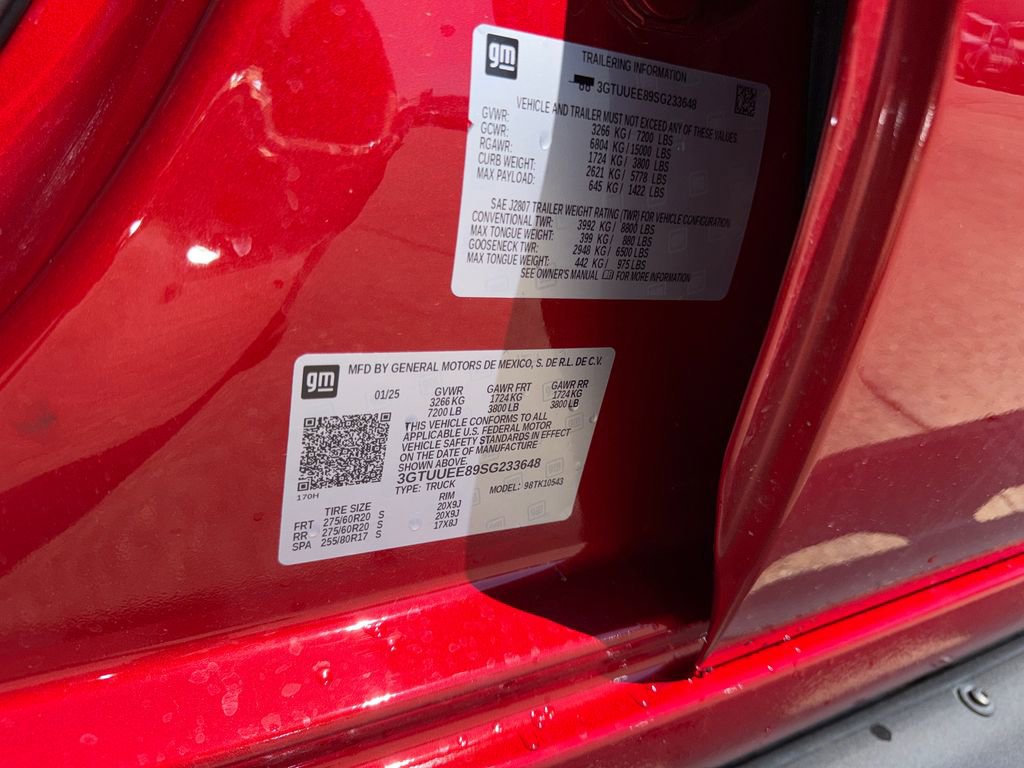 gm
TRAILERING INFORMATION
3GTUUEE89SG233648
VEHICLE AND TRAILER MUST NOT EXCEED ANY OF THESE VALUES
GVWR: 3266 KG / 7200 LBS
GCWR: 6804 KG / 15000 LBS
RGAWR: 1724 KG / 3800 LBS
CURB WEIGHT: 2621 KG / 5778 LBS
MAX PAYLOAD: 645 KG / 1422 LBS
SAE J2807 TRAILER WEIGHT RATING (TWR) FOR VEHICLE CONFIGURATION
CONVENTIONAL TWR: 3992 KG / 8800 LBS
MAX TONGUE WEIGHT: 399 KG / 880 LBS
GOOSENECK TWR: 2948 KG / 6500 LBS
MAX TONGUE WEIGHT: 442 KG / 975 LBS
SEE OWNER'S MANUAL FOR MORE INFORMATION
gm
MFD BY GENERAL MOTORS DE MEXICO, S. DE R.L. DE C.V.
01/25 GVWR GAWR FRT GAWR RR
3266 KG 1724 KG 1724 KG
7200 LB 3800 LB 3800 LB
THIS VEHICLE CONFORMS TO ALL
APPLICABLE U.S. FEDERAL MOTOR
VEHICLE SAFETY STANDARDS IN EFFECT
ON THE DATE OF MANUFACTURE
SHOWN ABOVE.
3GTUUEE89SG233648
170H
TYPE: TRUCK MODEL: 98TK10543
TIRE SIZE RIM
FRT 275/60R20 S 20X9J
RR 275/60R20 S 20X9J
SPA 255/80R17 S 17X8J